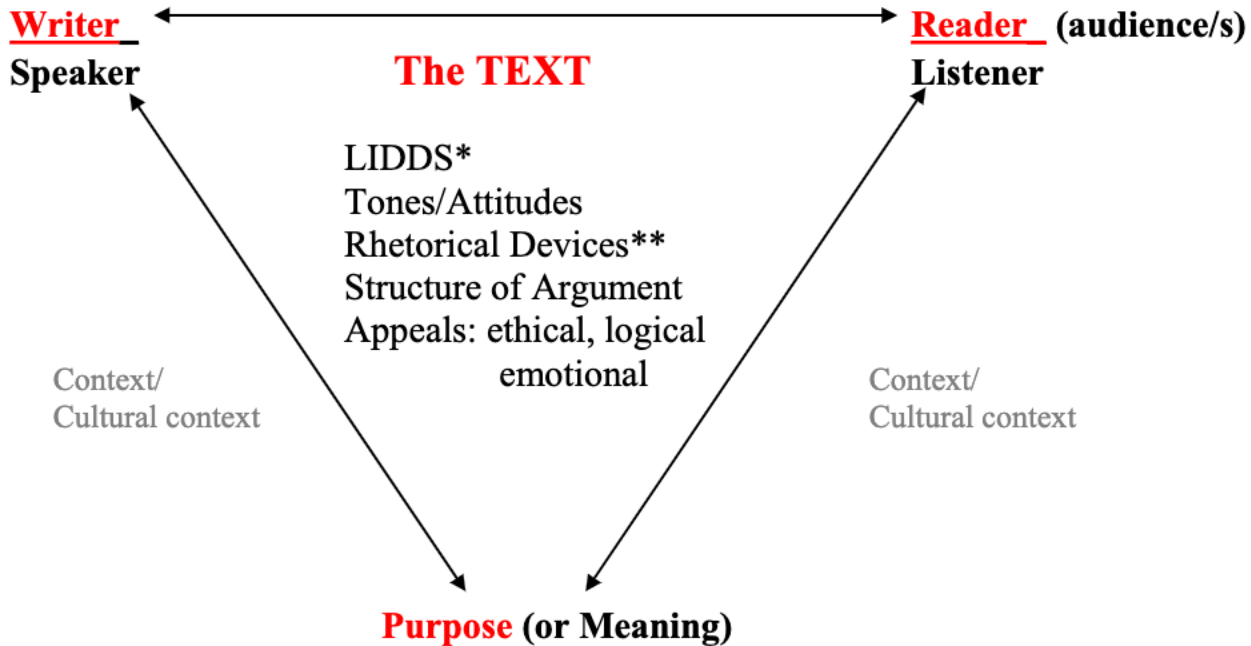 Writer_ Reader_ (audience/s)
Speaker The TEXT Listener
LIDDS*
Tones/Attitudes
Rhetorical Devices**
Structure of Argument
Appeals: ethical, logical
emotional
Context/
Cultural context
Context/
Cultural context
Purpose (or Meaning)